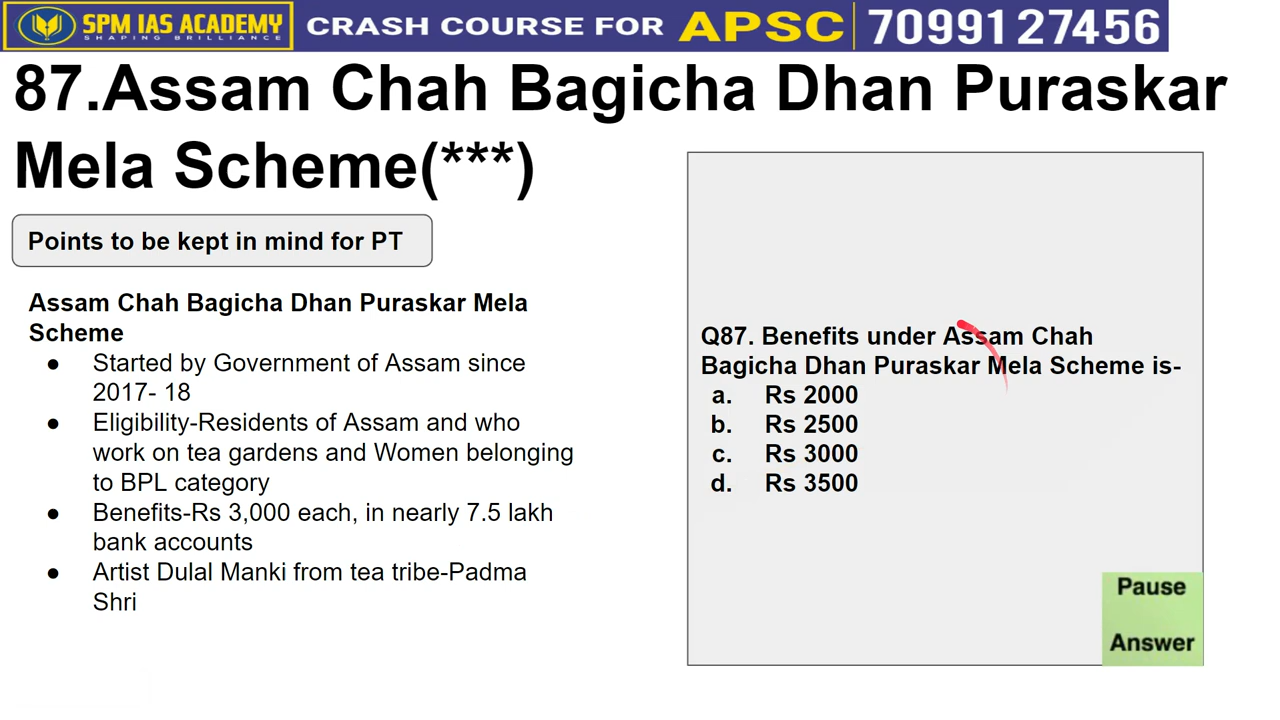 SPM IAS ACADEMY
SHAPING BRILLIANCE
CRASH COURSE FOR APSC 70991 27456
87.Assam Chah Bagicha Dhan Puraskar
Mela Scheme(***)
Points to be kept in mind for PT
Assam Chah Bagicha Dhan Puraskar Mela
Scheme
● Started by Government of Assam since
2017- 18
● Eligibility-Residents of Assam and who
work on tea gardens and Women belonging
to BPL category
● Benefits-Rs 3,000 each, in nearly 7.5 lakh
bank accounts
● Artist Dulal Manki from tea tribe-Padma
Shri
Q87. Benefits under Assam Chah
Bagicha Dhan Puraskar Mela Scheme is-
a. Rs 2000
b. Rs 2500
c. Rs 3000
d. Rs 3500
Pause
Answer